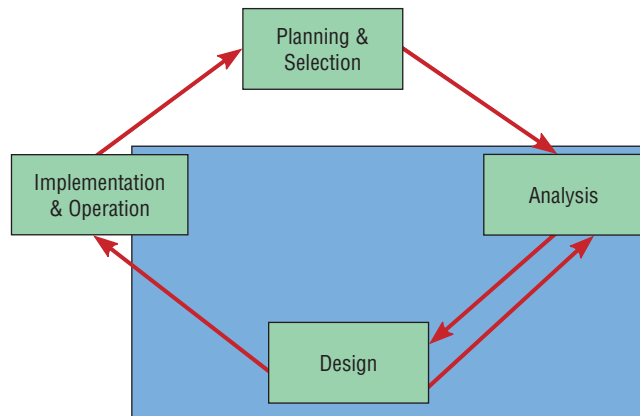 Planning &
Selection
Implementation
& Operation
Analysis
Design